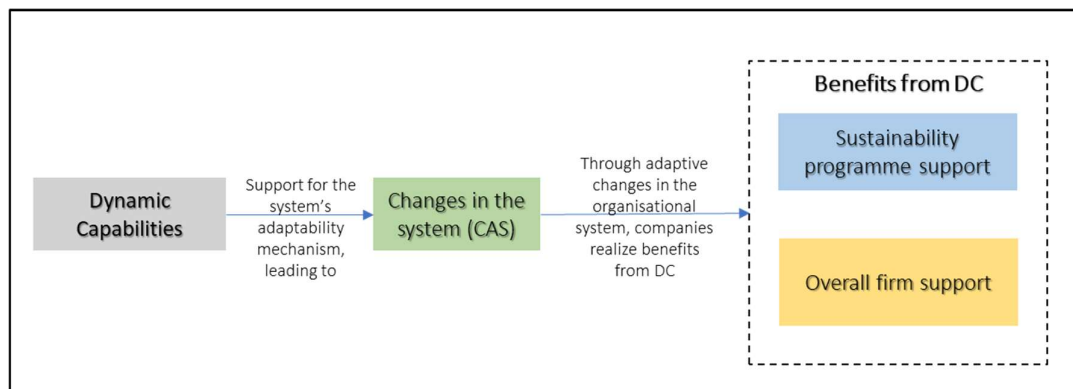 Benefits from DC
Sustainability
programme support
Dynamic
Capabilities
Support for the
system's
adaptability
mechanism,
leading to
Changes in the
system (CAS)
Through adaptive
changes in the
organisational
system, companies
realize benefits
from DC
Overall firm support